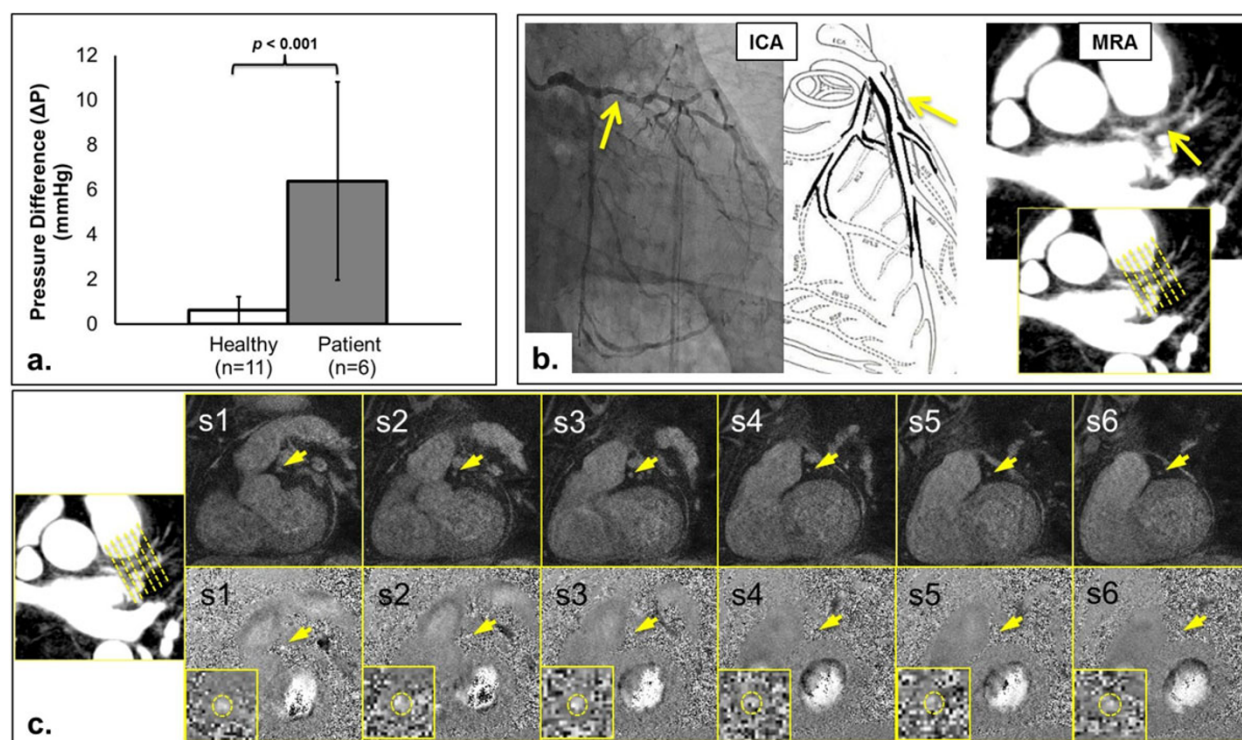 p < 0.001
Pressure Difference (ΔP)
(mmHg)
12
10
8
6
4
2
0
Healthy
(n=11)
Patient
(n=6)
a.
ICA
MRA
b.
s1
s2
s3
s4
s5
s6
s1
s2
s3
s4
s5
s6
c.